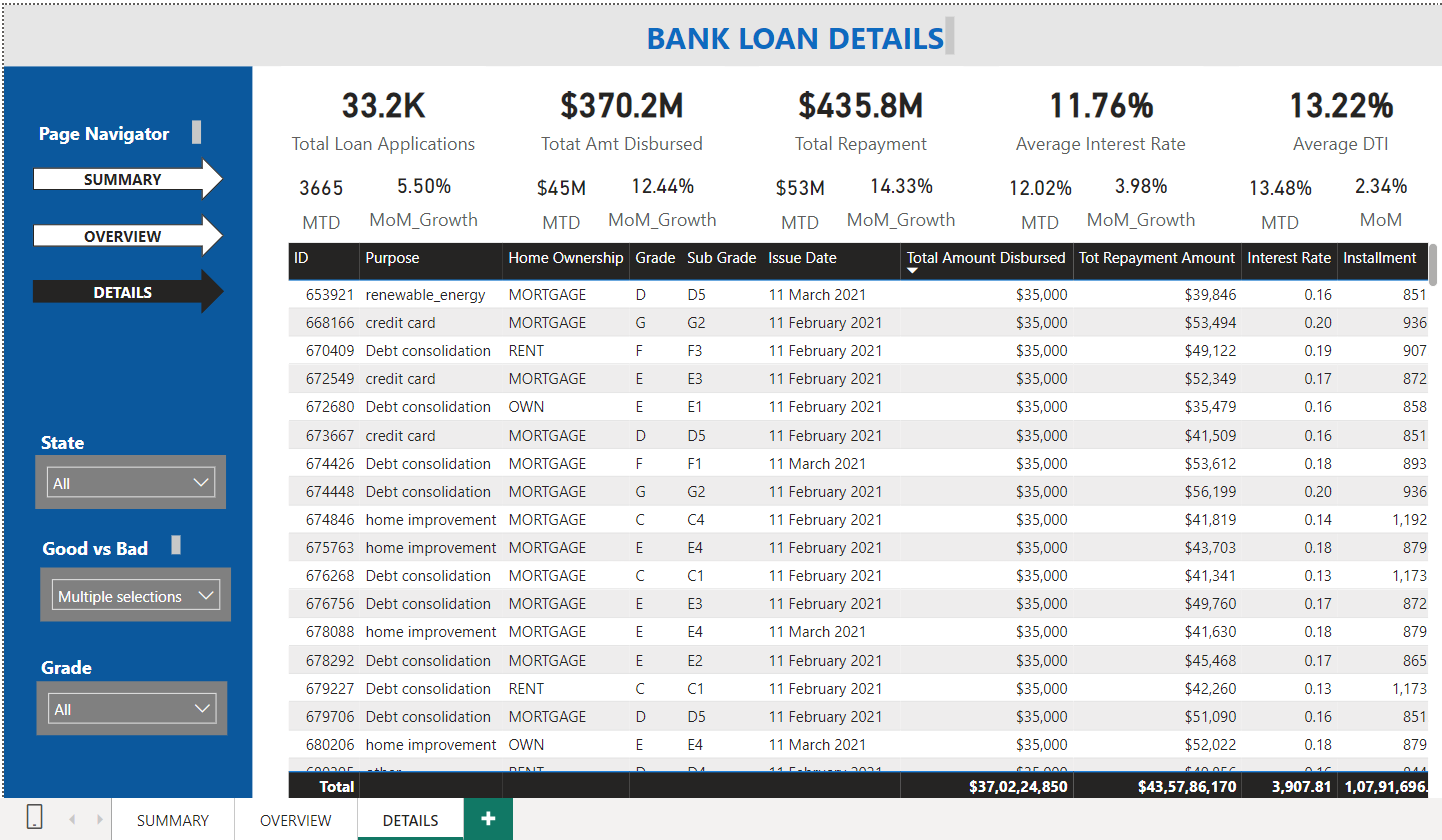 BANK LOAN DETAILS
Page Navigator
SUMMARY
OVERVIEW
DETAILS
State
All
Good vs Bad
Multiple selections
Grade
All
33.2K $370.2M $435.8M 11.76% 13.22%
Total Loan Applications Totat Amt Disbursed Total Repayment Average Interest Rate Average DTI
3665 5.50% $45M 12.44% $53M 14.33% 12.02% 3.98% 13.48% 2.34%
MTD MoM_Growth MTD MoM_Growth MTD MoM_Growth MTD MoM_Growth MTD MoM
ID Purpose Home Ownership Grade Sub Grade Issue Date Total Amount Disbursed Tot Repayment Amount Interest Rate Installment
653921 renewable_energy MORTGAGE D D5 11 March 2021 $35,000 $39,846 0.16 851
668166 credit card MORTGAGE G G2 11 February 2021 $35,000 $53,494 0.20 936
670409 Debt consolidation RENT F F3 11 February 2021 $35,000 $49,122 0.19 907
672549 credit card MORTGAGE E E3 11 February 2021 $35,000 $52,349 0.17 872
672680 Debt consolidation OWN E E1 11 February 2021 $35,000 $35,479 0.16 858
673667 credit card MORTGAGE D D5 11 February 2021 $35,000 $41,509 0.16 851
674426 Debt consolidation MORTGAGE F F1 11 March 2021 $35,000 $53,612 0.18 893
674448 Debt consolidation MORTGAGE G G2 11 February 2021 $35,000 $56,199 0.20 936
674846 home improvement MORTGAGE C C4 11 February 2021 $35,000 $41,819 0.14 1,192
675763 home improvement MORTGAGE E E4 11 February 2021 $35,000 $43,703 0.18 879
676268 Debt consolidation MORTGAGE C C1 11 February 2021 $35,000 $41,341 0.13 1,173
676756 Debt consolidation MORTGAGE E E3 11 February 2021 $35,000 $49,760 0.17 872
678088 home improvement MORTGAGE E E4 11 March 2021 $35,000 $41,630 0.18 879
678292 Debt consolidation MORTGAGE E E2 11 February 2021 $35,000 $45,468 0.17 865
679227 Debt consolidation RENT C C1 11 February 2021 $35,000 $42,260 0.13 1,173
679706 Debt consolidation MORTGAGE D D5 11 February 2021 $35,000 $51,090 0.16 851
680206 home improvement OWN E E4 11 March 2021 $35,000 $52,022 0.18 879
Total $37,02,24,850 $43,57,86,170 3,907.81 1,07,91,696.
SUMMARY OVERVIEW DETAILS +